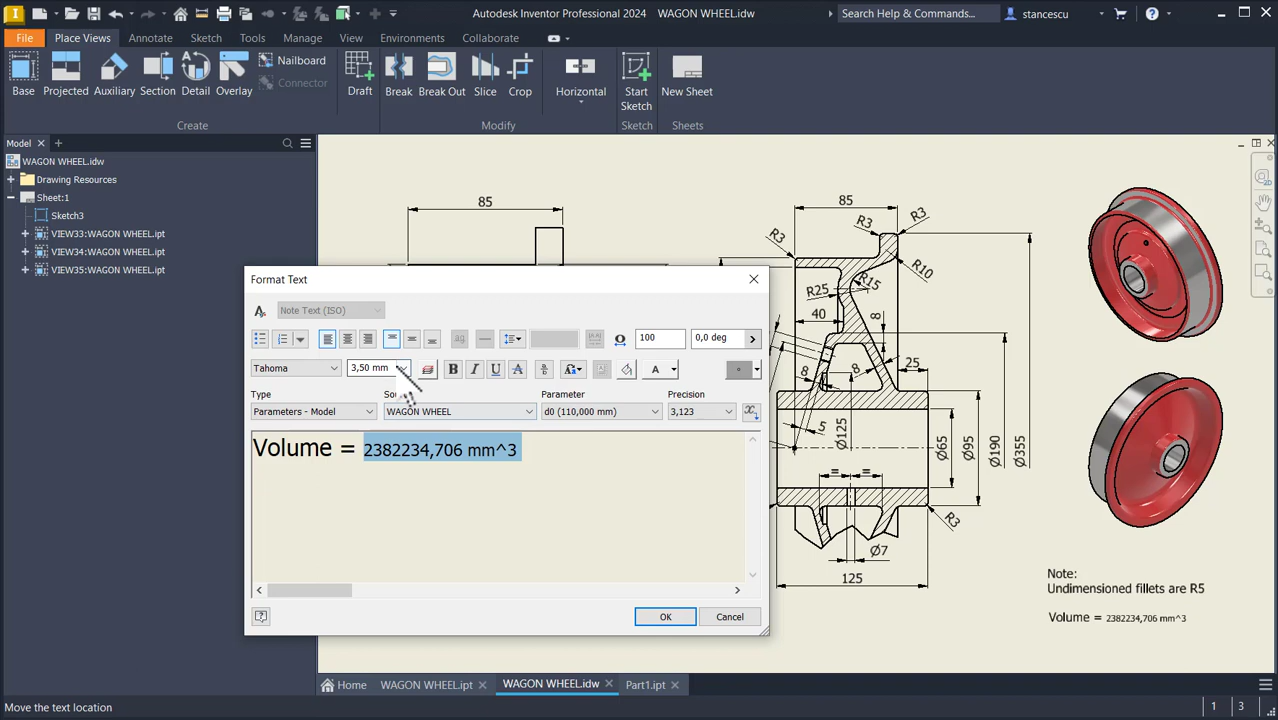 Autodesk Inventor Professional 2024 WAGON WHEEL.idw
Search Help & Commands...
stancescu
File Place Views Annotate Sketch Tools Manage View Environments Collaborate
Base Projected Auxiliary Section Detail Overlay
Nailboard
Connector
Draft
Break Break Out Slice Crop
Horizontal
Start
Sketch
New Sheet
Create Modify Sketch Sheets
Model
WAGON WHEEL.idw
Drawing Resources
Sheet:1
Sketch3
VIEW33:WAGON WHEEL.ipt
VIEW34:WAGON WHEEL.ipt
VIEW35:WAGON WHEEL.ipt
85
85
R3
R3
R3
R10
R15
R25
40
8
8
8
25
5
Ø125
Ø65
Ø95
Ø190
Ø355
= =
R3
Ø7
125
Format Text
Note Text (ISO)
100
0,0 deg
Tahoma
3,50 mm
B I U A
A
Type
Parameter
Precision
Parameters - Model
WAGON WHEEL
d0 (110,000 mm)
3,123
Volume = 2382234,706 mm^3
OK
Cancel
Note:
Undimensioned fillets are R5
Volume = 2382234,706 mm^3
Home WAGON WHEEL.ipt WAGON WHEEL.idw Part1.ipt
Move the text location
1 3